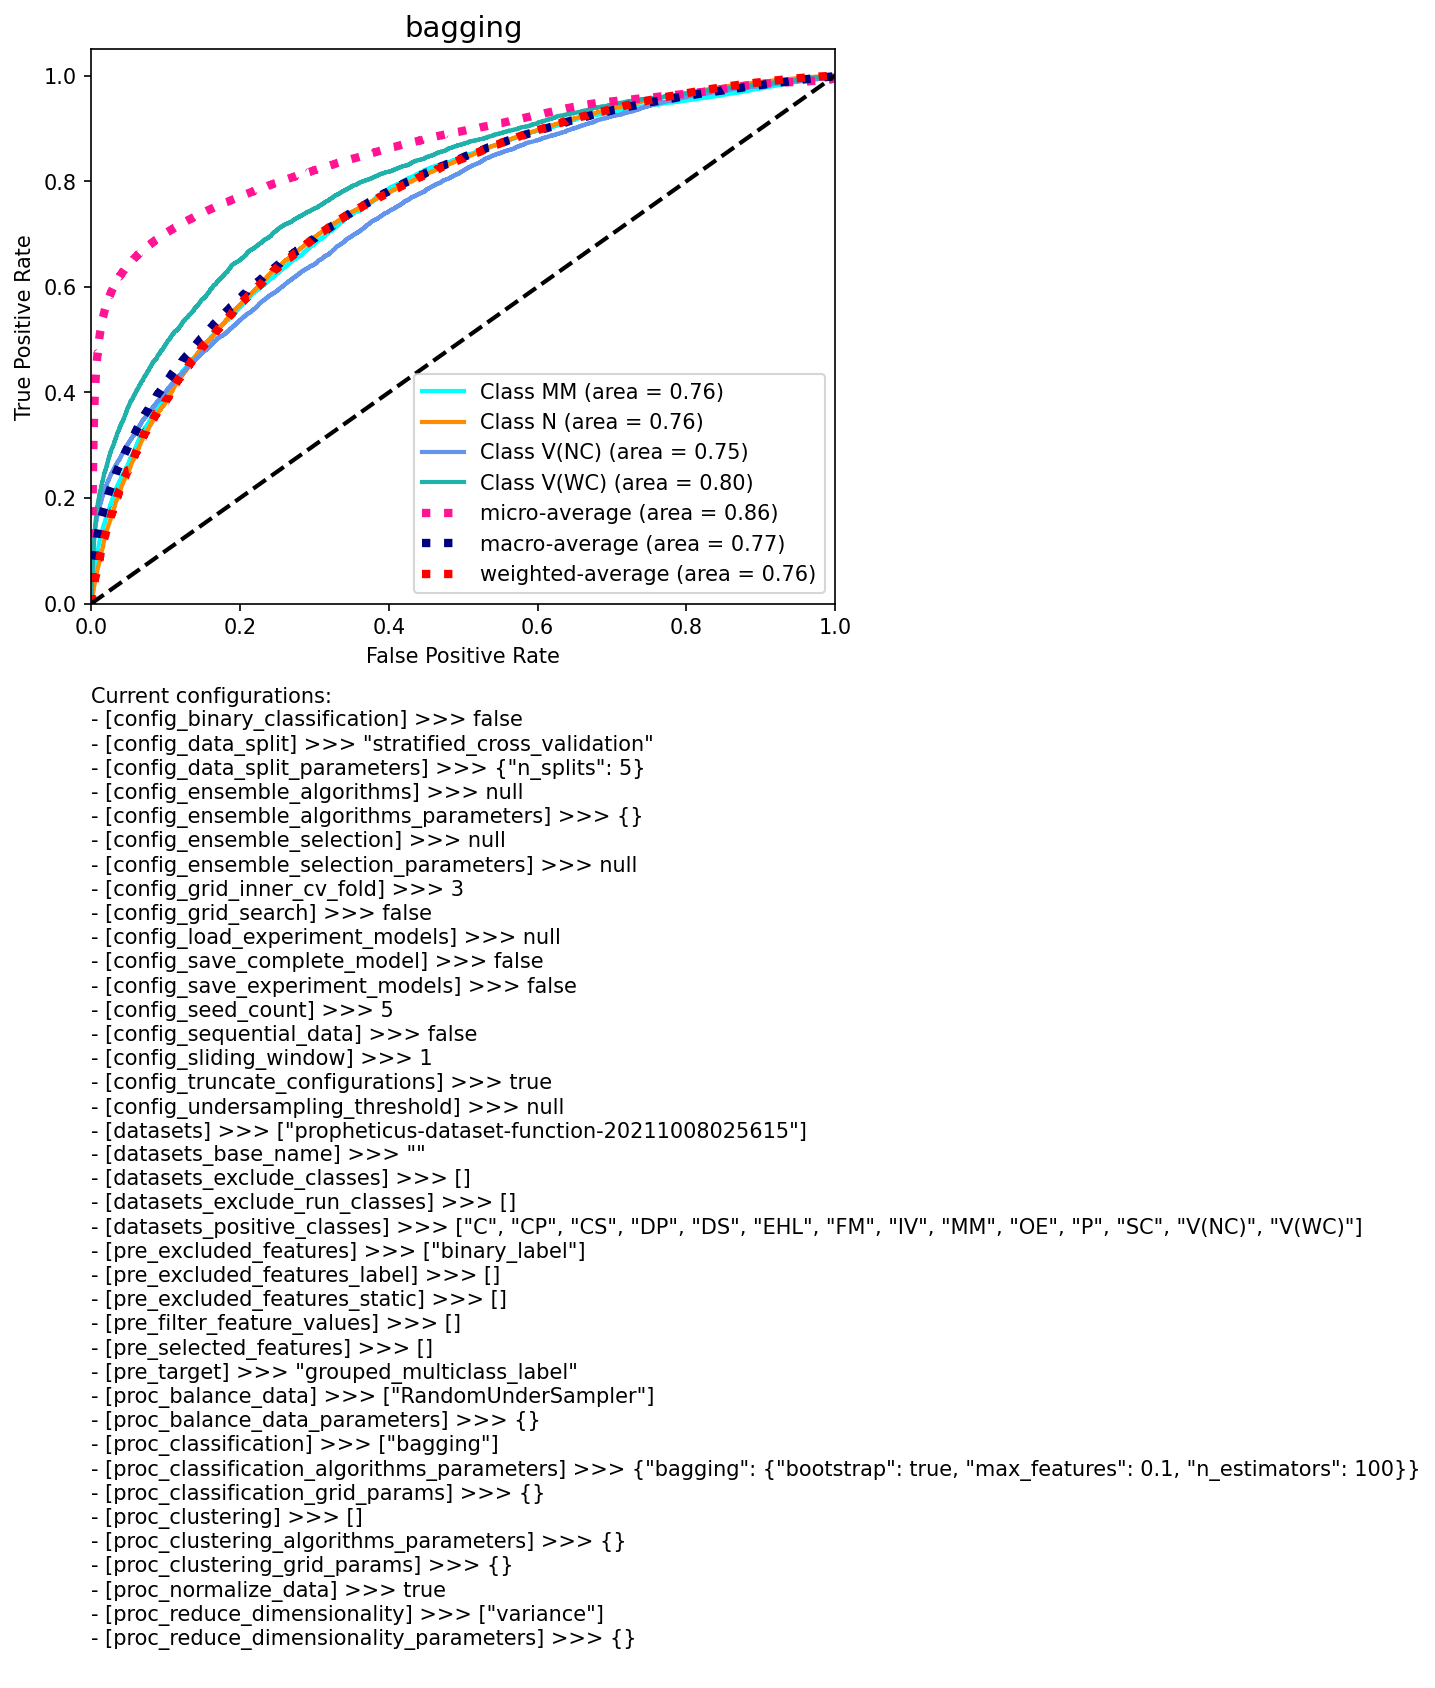 bagging
True Positive Rate
1.0
0.8
0.6
0.4
0.2
0.0
Class MM (area = 0.76)
Class N (area = 0.76)
Class V(NC) (area = 0.75)
Class V(WC) (area = 0.80)
micro-average (area = 0.86)
macro-average (area = 0.77)
weighted-average (area = 0.76)
0.0 0.2 0.4 0.6 0.8 1.0
False Positive Rate
Current configurations:
- [config_binary_classification] >>> false
- [config_data_split] >>> "stratified_cross_validation"
- [config_data_split_parameters] >>> {"n_splits": 5}
- [config_ensemble_algorithms] >>> null
- [config_ensemble_algorithms_parameters] >>> {}
- [config_ensemble_selection] >>> null
- [config_ensemble_selection_parameters] >>> null
- [config_grid_inner_cv_fold] >>> 3
- [config_grid_search] >>> false
- [config_load_experiment_models] >>> null
- [config_save_complete_model] >>> false
- [config_save_experiment_models] >>> false
- [config_seed_count] >>> 5
- [config_sequential_data] >>> false
- [config_sliding_window] >>> 1
- [config_truncate_configurations] >>> true
- [config_undersampling_threshold] >>> null
- [datasets] >>> ["propheticus-dataset-function-20211008025615"]
- [datasets_base_name] >>> ""
- [datasets_exclude_classes] >>> []
- [datasets_exclude_run_classes] >>> []
- [datasets_positive_classes] >>> ["C", "CP", "CS", "DP", "DS", "EHL", "FM", "IV", "MM", "OE", "P", "SC", "V(NC)", "V(WC)"]
- [pre_excluded_features] >>> ["binary_label"]
- [pre_excluded_features_label] >>> []
- [pre_excluded_features_static] >>> []
- [pre_filter_feature_values] >>> []
- [pre_selected_features] >>> []
- [pre_target] >>> "grouped_multiclass_label"
- [proc_balance_data] >>> ["RandomUnderSampler"]
- [proc_balance_data_parameters] >>> {}
- [proc_classification] >>> ["bagging"]
- [proc_classification_algorithms_parameters] >>> {"bagging": {"bootstrap": true, "max_features": 0.1, "n_estimators": 100}}
- [proc_classification_grid_params] >>> {}
- [proc_clustering] >>> []
- [proc_clustering_algorithms_parameters] >>> {}
- [proc_clustering_grid_params] >>> {}
- [proc_normalize_data] >>> true
- [proc_reduce_dimensionality] >>> ["variance"]
- [proc_reduce_dimensionality_parameters] >>> {}